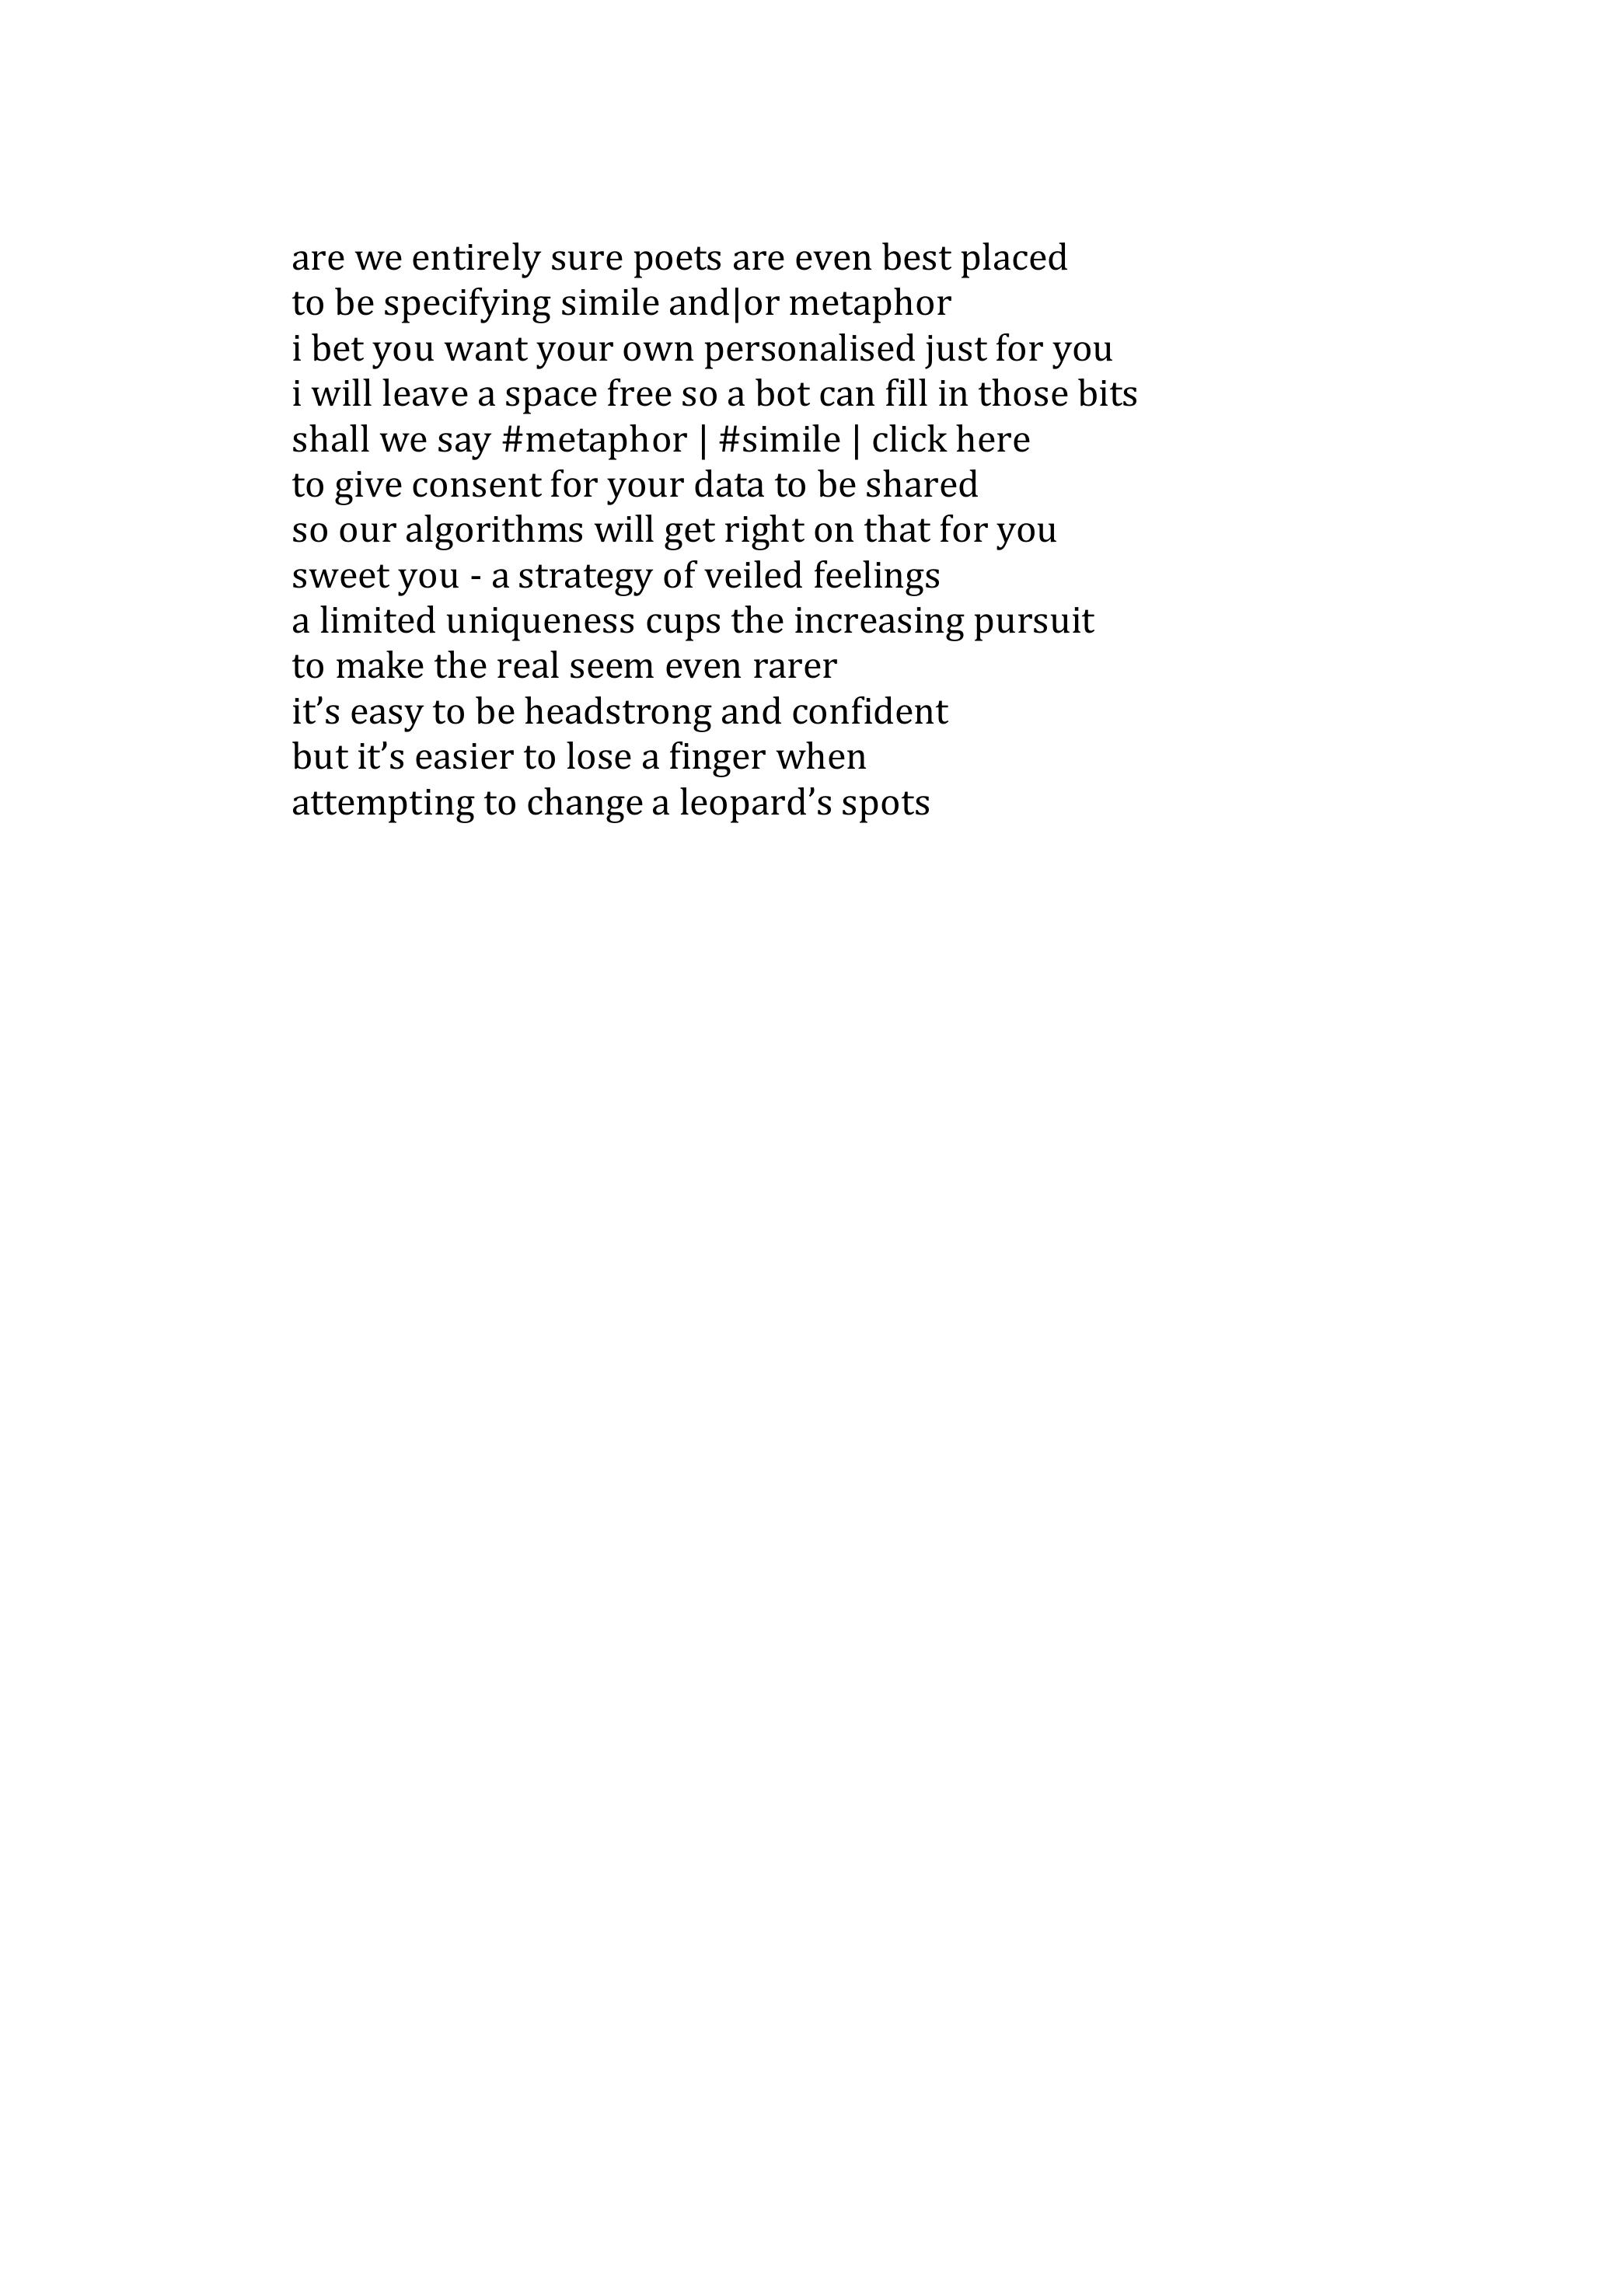 are we entirely sure poets are even best placed
to be specifying simile and|or metaphor
i bet you want your own personalised just for you
i will leave a space free so a bot can fill in those bits
shall we say #metaphor | #simile | click here
to give consent for your data to be shared
so our algorithms will get right on that for you
sweet you - a strategy of veiled feelings
a limited uniqueness cups the increasing pursuit
to make the real seem even rarer
it’s easy to be headstrong and confident
but it’s easier to lose a finger when
attempting to change a leopard’s spots